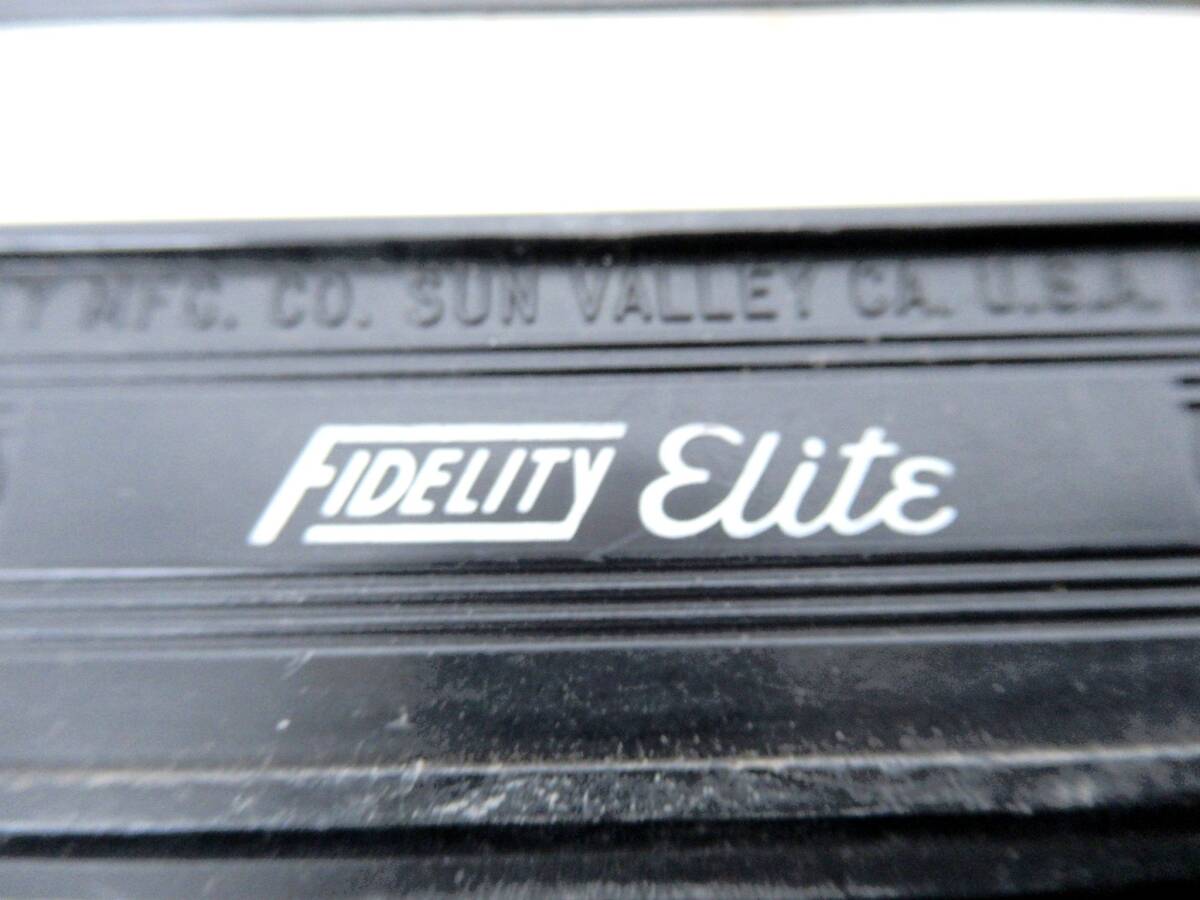 MFG. CO. SUN VALLEY CA. U.S.A.
FIDELITY Elite